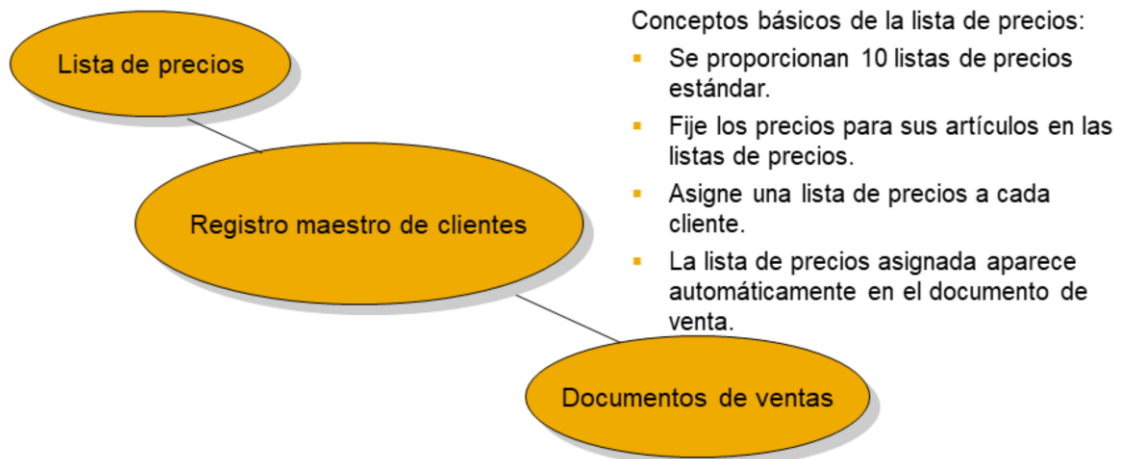 Lista de precios
Registro maestro de clientes
Documentos de ventas
Conceptos básicos de la lista de precios:
▪ Se proporcionan 10 listas de precios
estándar.
▪ Fije los precios para sus artículos en las
listas de precios.
▪ Asigne una lista de precios a cada
cliente.
▪ La lista de precios asignada aparece
automáticamente en el documento de
venta.